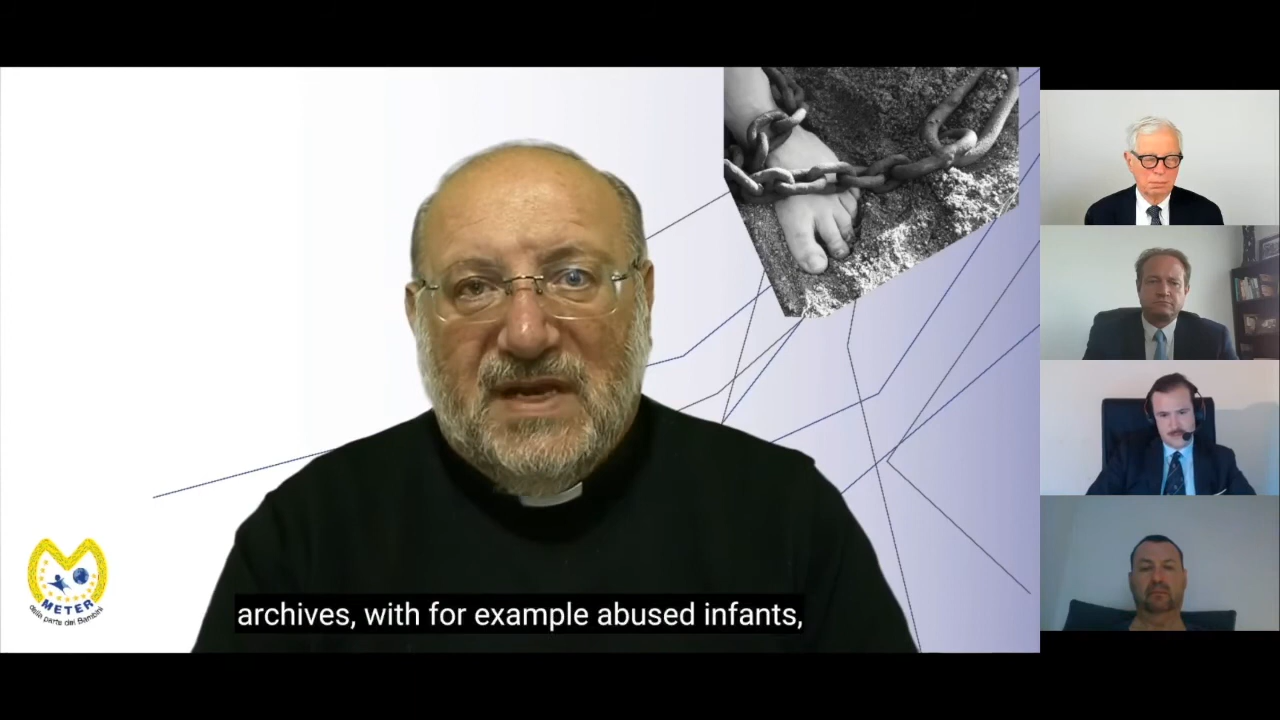 METER
dalla parte dei Bambini
archives, with for example abused infants,